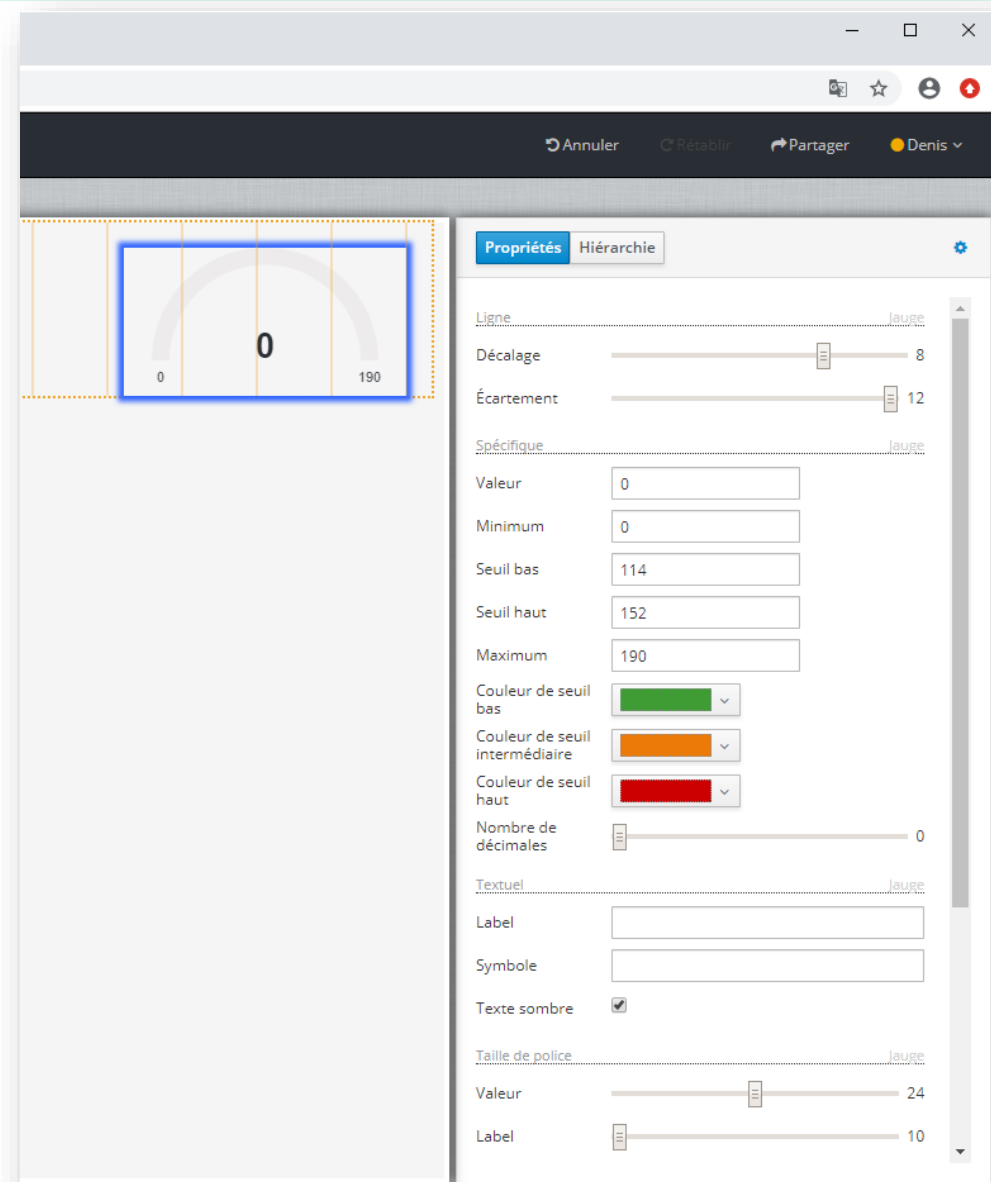 Annuler Rétablir Partager Denis
Propriétés Hiérarchie
0
0 190
Ligne Jauge
Décalage 8
Écartement 12
Spécifique Jauge
Valeur 0
Minimum 0
Seuil bas 114
Seuil haut 152
Maximum 190
Couleur de seuil
bas
Couleur de seuil
intermédiaire
Couleur de seuil
haut
Nombre de
décimales 0
Textuel Jauge
Label
Symbole
Texte sombre
Taille de police Jauge
Valeur 24
Label 10